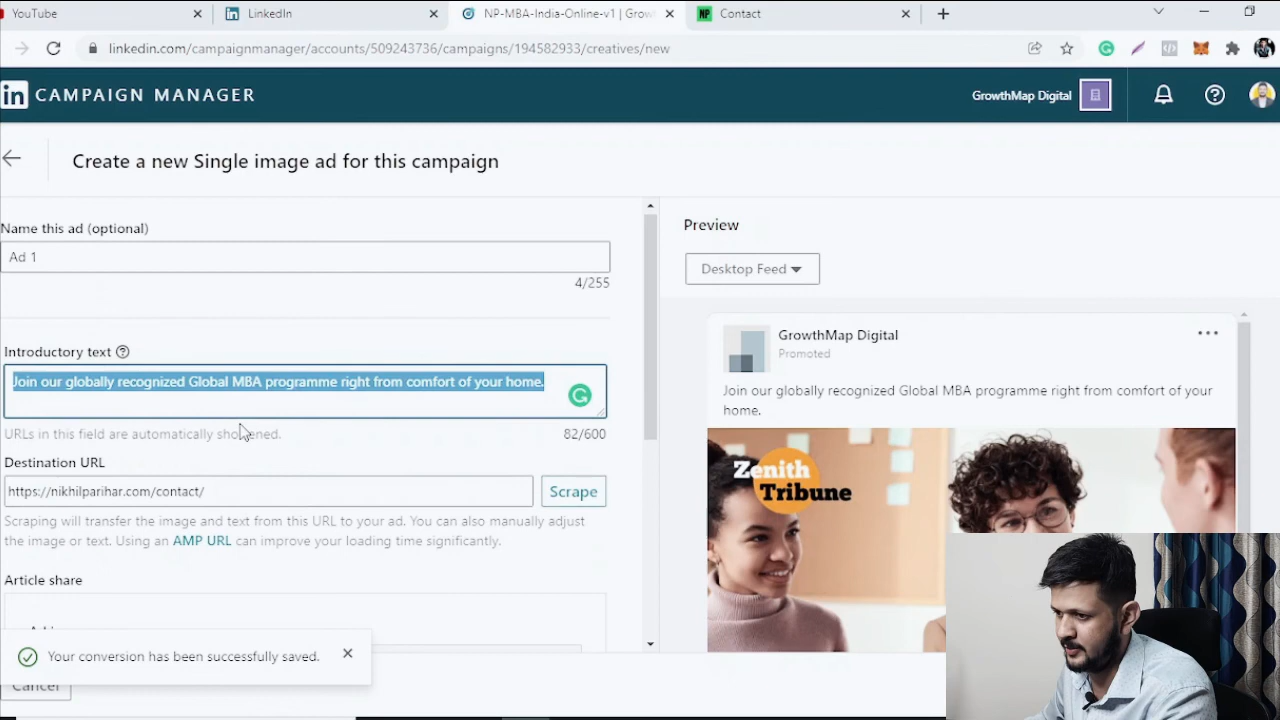 YouTube
LinkedIn
NP-MBA-India-Online-v1 | Grow
NP
Contact
linkedin.com/campaignmanager/accounts/509243736/campaigns/194582933/creatives/new
in CAMPAIGN MANAGER
GrowthMap Digital
Create a new Single image ad for this campaign
Name this ad (optional)
Ad 1
4/255
Introductory text
Join our globally recognized Global MBA programme right from comfort of your home.
URLs in this field are automatically shortened.
82/600
Destination URL
https://nikhilparihar.com/contact/
Scrape
Scraping will transfer the image and text from this URL to your ad. You can also manually adjust
the image or text. Using an AMP URL can improve your loading time significantly.
Article share
Your conversion has been successfully saved.
Cancel
Preview
Desktop Feed
GrowthMap Digital
Promoted
Join our globally recognized Global MBA programme right from comfort of your
home.
Zenith
Tribune